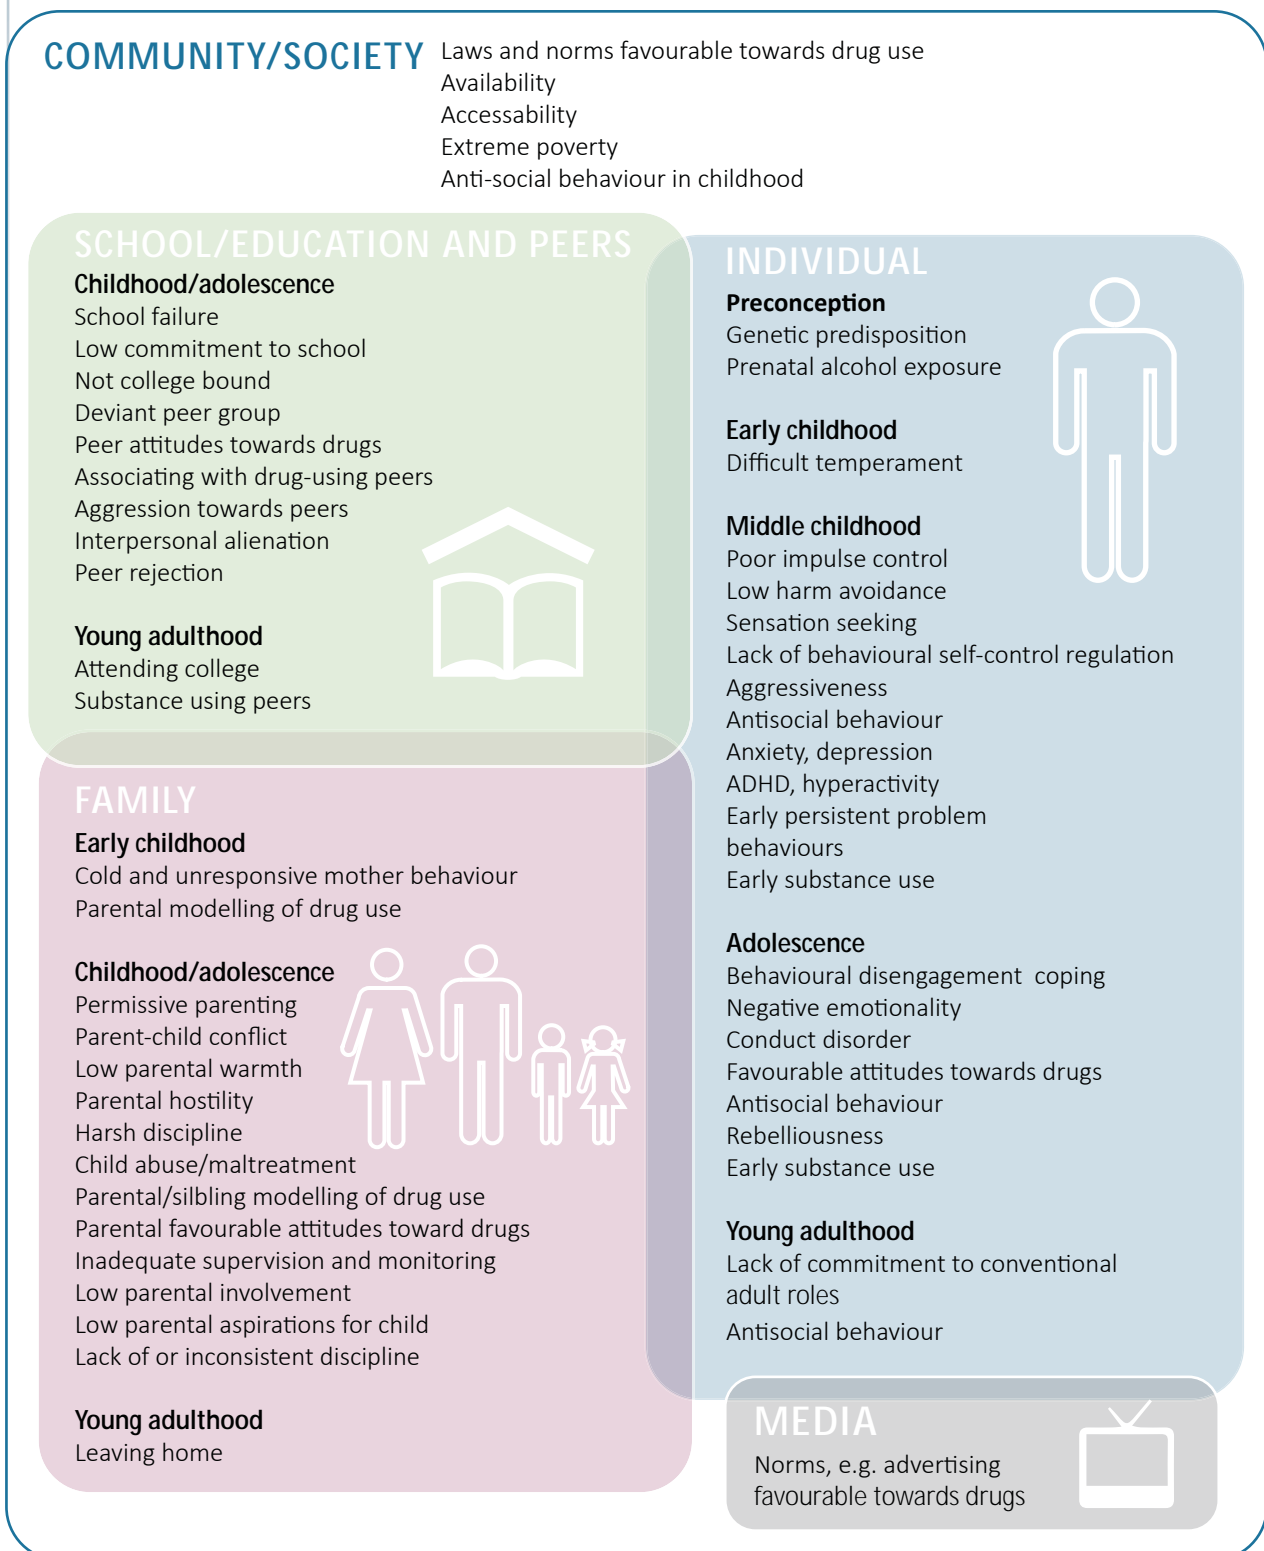 COMMUNITY/SOCIETY
Laws and norms favourable towards drug use
Availability
Accessability
Extreme poverty
Anti-social behaviour in childhood
SCHOOL/EDUCATION AND PEERS
Childhood/adolescence
School failure
Low commitment to school
Not college bound
Deviant peer group
Peer attitudes towards drugs
Associating with drug-using peers
Aggression towards peers
Interpersonal alienation
Peer rejection
Young adulthood
Attending college
Substance using peers
FAMILY
Early childhood
Cold and unresponsive mother behaviour
Parental modelling of drug use
Childhood/adolescence
Permissive parenting
Parent-child conflict
Low parental warmth
Parental hostility
Harsh discipline
Child abuse/maltreatment
Parental/silbling modelling of drug use
Parental favourable attitudes toward drugs
Inadequate supervision and monitoring
Low parental involvement
Low parental aspirations for child
Lack of or inconsistent discipline
Young adulthood
Leaving home
INDIVIDUAL
Preconception
Genetic predisposition
Prenatal alcohol exposure
Early childhood
Difficult temperament
Middle childhood
Poor impulse control
Low harm avoidance
Sensation seeking
Lack of behavioural self-control regulation
Aggressiveness
Antisocial behaviour
Anxiety, depression
ADHD, hyperactivity
Early persistent problem
behaviours
Early substance use
Adolescence
Behavioural disengagement  coping
Negative emotionality
Conduct disorder
Favourable attitudes towards drugs
Antisocial behaviour
Rebelliousness
Early substance use
Young adulthood
Lack of commitment to conventional
adult roles
Antisocial behaviour
MEDIA
Norms, e.g. advertising
favourable towards drugs